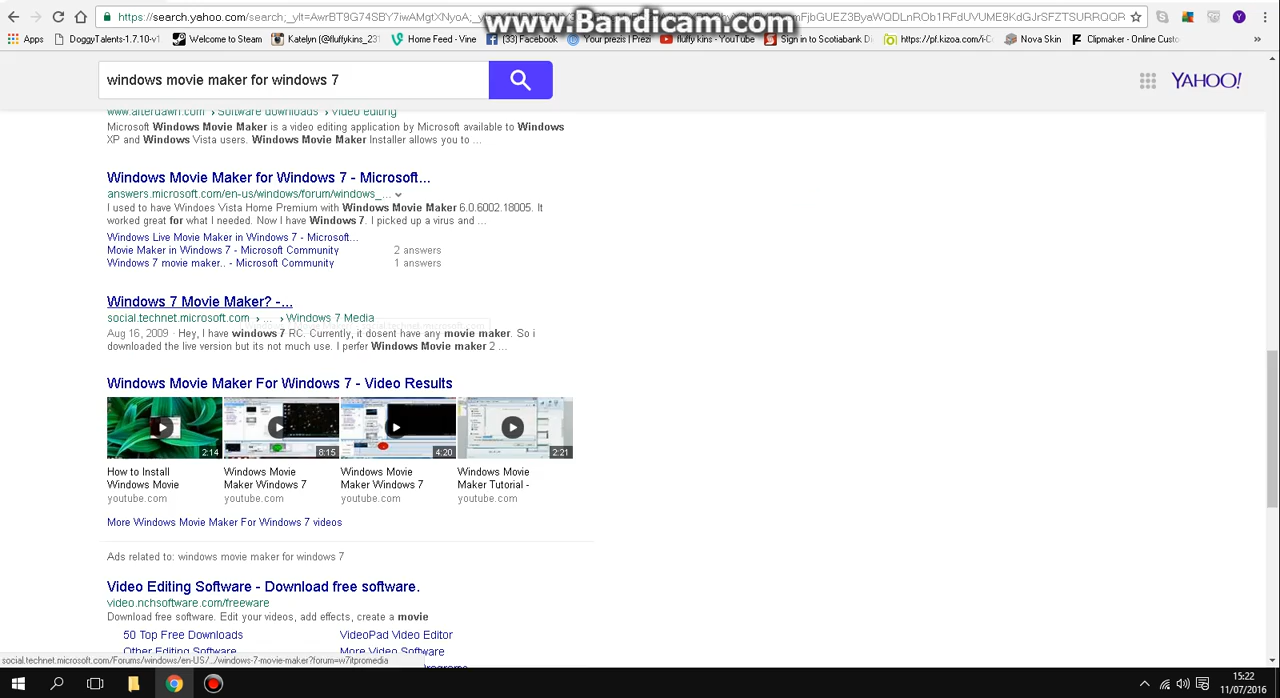 https://search.yahoo.com/search;_ylt=AwrBT9G74SBY7iwAMgtXNyoA;_
www.Bandicam.com
Apps DoggyTalents-1.7.10-v1 Welcome to Steam Katelyn (@fluffykins_231 Home Feed - Vine (33) Facebook Your prezis | Prezi fluffy kins - YouTube Sign in to Scotiabank Di https://pf.kizoa.com/i-C Nova Skin Clipmaker - Online Custo »
windows movie maker for windows 7
YAHOO!
www.afterdawn.com › Software downloads › Video editing
Microsoft Windows Movie Maker is a video editing application by Microsoft available to Windows
XP and Windows Vista users. Windows Movie Maker Installer allows you to ...
Windows Movie Maker for Windows 7 - Microsoft...
answers.microsoft.com/en-us/windows/forum/windows_...
I used to have Windoes Vista Home Premium with Windows Movie Maker 6.0.6002.18005. It
worked great for what I needed. Now I have Windows 7. I picked up a virus and ...
Windows Live Movie Maker in Windows 7 - Microsoft...
Movie Maker in Windows 7 - Microsoft Community 2 answers
Windows 7 movie maker.. - Microsoft Community 1 answers
Windows 7 Movie Maker? -...
social.technet.microsoft.com › ... › Windows 7 Media
Aug 16, 2009 · Hey, I have windows 7 RC. Currently, it dosent have any movie maker. So i
downloaded the live version but its not much use. I perfer Windows Movie maker 2 ...
Windows Movie Maker For Windows 7 - Video Results
2:14 8:15 4:20 2:21
How to Install Windows Movie Windows Movie Windows Movie
Windows Movie Maker Windows 7 Maker Windows 7 Maker Tutorial -
youtube.com youtube.com youtube.com youtube.com
More Windows Movie Maker For Windows 7 videos
Ads related to: windows movie maker for windows 7
Video Editing Software - Download free software.
video.nchsoftware.com/freeware
Download free software. Edit your videos, add effects, create a movie
50 Top Free Downloads VideoPad Video Editor
Other Editing Software More Video Software
social.technet.microsoft.com/Forums/windows/en-US/.../windows-7-movie-maker?forum=w7itpromedia
15:22
11/07/2016